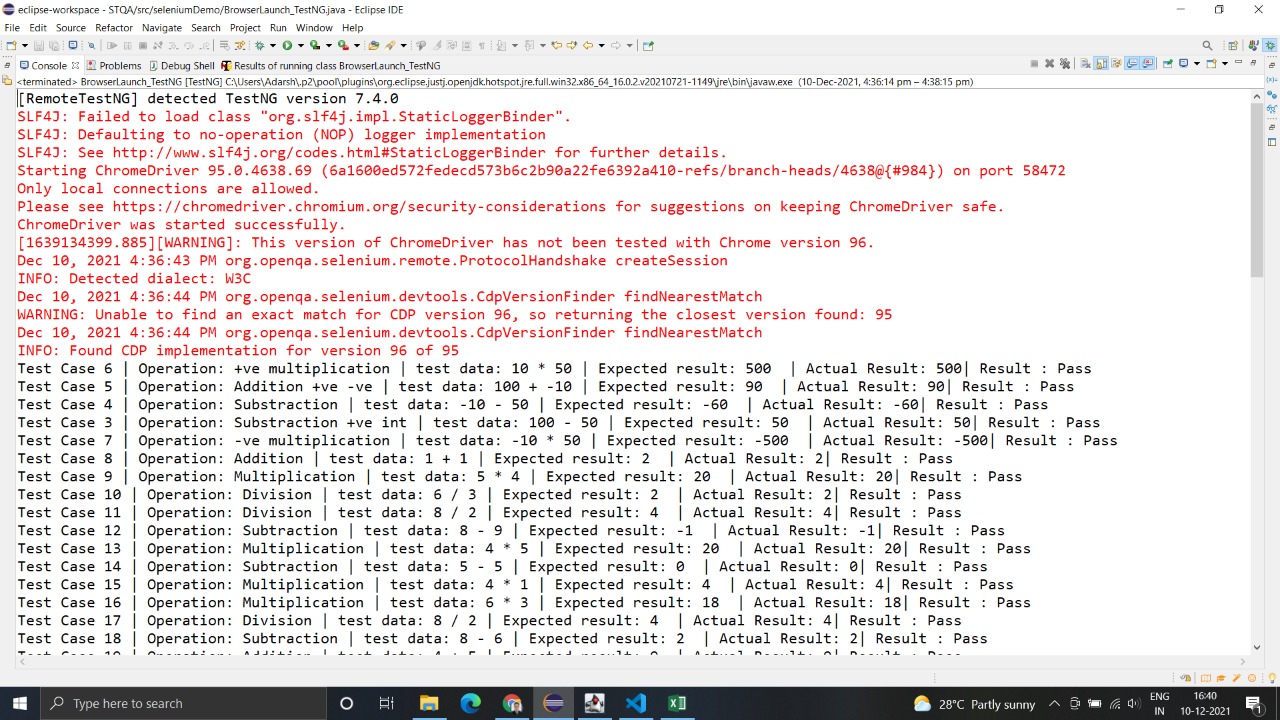 eclipse-workspace - STQA/src/seleniumDemo/BrowserLaunch_TestNG.java - Eclipse IDE
File Edit Source Refactor Navigate Search Project Run Window Help
Console Problems Debug Shell Results of running class BrowserLaunch_TestNG
<terminated> BrowserLaunch_TestNG [TestNG] C:\Users\Adarsh\.p2\pool\plugins\org.eclipse.justj.openjdk.hotspot.jre.full.win32.x86_64_16.0.2.v20210721-1149\jre\bin\javaw.exe (10-Dec-2021, 4:36:14 pm – 4:38:15 pm)
[RemoteTestNG] detected TestNG version 7.4.0
SLF4J: Failed to load class "org.slf4j.impl.StaticLoggerBinder".
SLF4J: Defaulting to no-operation (NOP) logger implementation
SLF4J: See http://www.slf4j.org/codes.html#StaticLoggerBinder for further details.
Starting ChromeDriver 95.0.4638.69 (6a1600ed572fedecd573b6c2b90a22fe6392a410-refs/branch-heads/4638@{#984}) on port 58472
Only local connections are allowed.
Please see https://chromedriver.chromium.org/security-considerations for suggestions on keeping ChromeDriver safe.
ChromeDriver was started successfully.
[1639134399.885][WARNING]: This version of ChromeDriver has not been tested with Chrome version 96.
Dec 10, 2021 4:36:43 PM org.openqa.selenium.remote.ProtocolHandshake createSession
INFO: Detected dialect: W3C
Dec 10, 2021 4:36:44 PM org.openqa.selenium.devtools.CdpVersionFinder findNearestMatch
WARNING: Unable to find an exact match for CDP version 96, so returning the closest version found: 95
Dec 10, 2021 4:36:44 PM org.openqa.selenium.devtools.CdpVersionFinder findNearestMatch
INFO: Found CDP implementation for version 96 of 95
Test Case 6 | Operation: +ve multiplication | test data: 10 * 50 | Expected result: 500  | Actual Result: 500| Result : Pass
Test Case 5 | Operation: Addition +ve -ve | test data: 100 + -10 | Expected result: 90  | Actual Result: 90| Result : Pass
Test Case 4 | Operation: Substraction | test data: -10 - 50 | Expected result: -60  | Actual Result: -60| Result : Pass
Test Case 3 | Operation: Substraction +ve int | test data: 100 - 50 | Expected result: 50  | Actual Result: 50| Result : Pass
Test Case 7 | Operation: -ve multiplication | test data: -10 * 50 | Expected result: -500  | Actual Result: -500| Result : Pass
Test Case 8 | Operation: Addition | test data: 1 + 1 | Expected result: 2  | Actual Result: 2| Result : Pass
Test Case 9 | Operation: Multiplication | test data: 5 * 4 | Expected result: 20  | Actual Result: 20| Result : Pass
Test Case 10 | Operation: Division | test data: 6 / 3 | Expected result: 2  | Actual Result: 2| Result : Pass
Test Case 11 | Operation: Division | test data: 8 / 2 | Expected result: 4  | Actual Result: 4| Result : Pass
Test Case 12 | Operation: Subtraction | test data: 8 - 9 | Expected result: -1  | Actual Result: -1| Result : Pass
Test Case 13 | Operation: Multiplication | test data: 4 * 5 | Expected result: 20  | Actual Result: 20| Result : Pass
Test Case 14 | Operation: Subtraction | test data: 5 - 5 | Expected result: 0  | Actual Result: 0| Result : Pass
Test Case 15 | Operation: Multiplication | test data: 4 * 1 | Expected result: 4  | Actual Result: 4| Result : Pass
Test Case 16 | Operation: Multiplication | test data: 6 * 3 | Expected result: 18  | Actual Result: 18| Result : Pass
Test Case 17 | Operation: Division | test data: 8 / 2 | Expected result: 4  | Actual Result: 4| Result : Pass
Test Case 18 | Operation: Subtraction | test data: 8 - 6 | Expected result: 2  | Actual Result: 2| Result : Pass
Type here to search
28°C Partly sunny
ENG
IN
16:40
10-12-2021
1